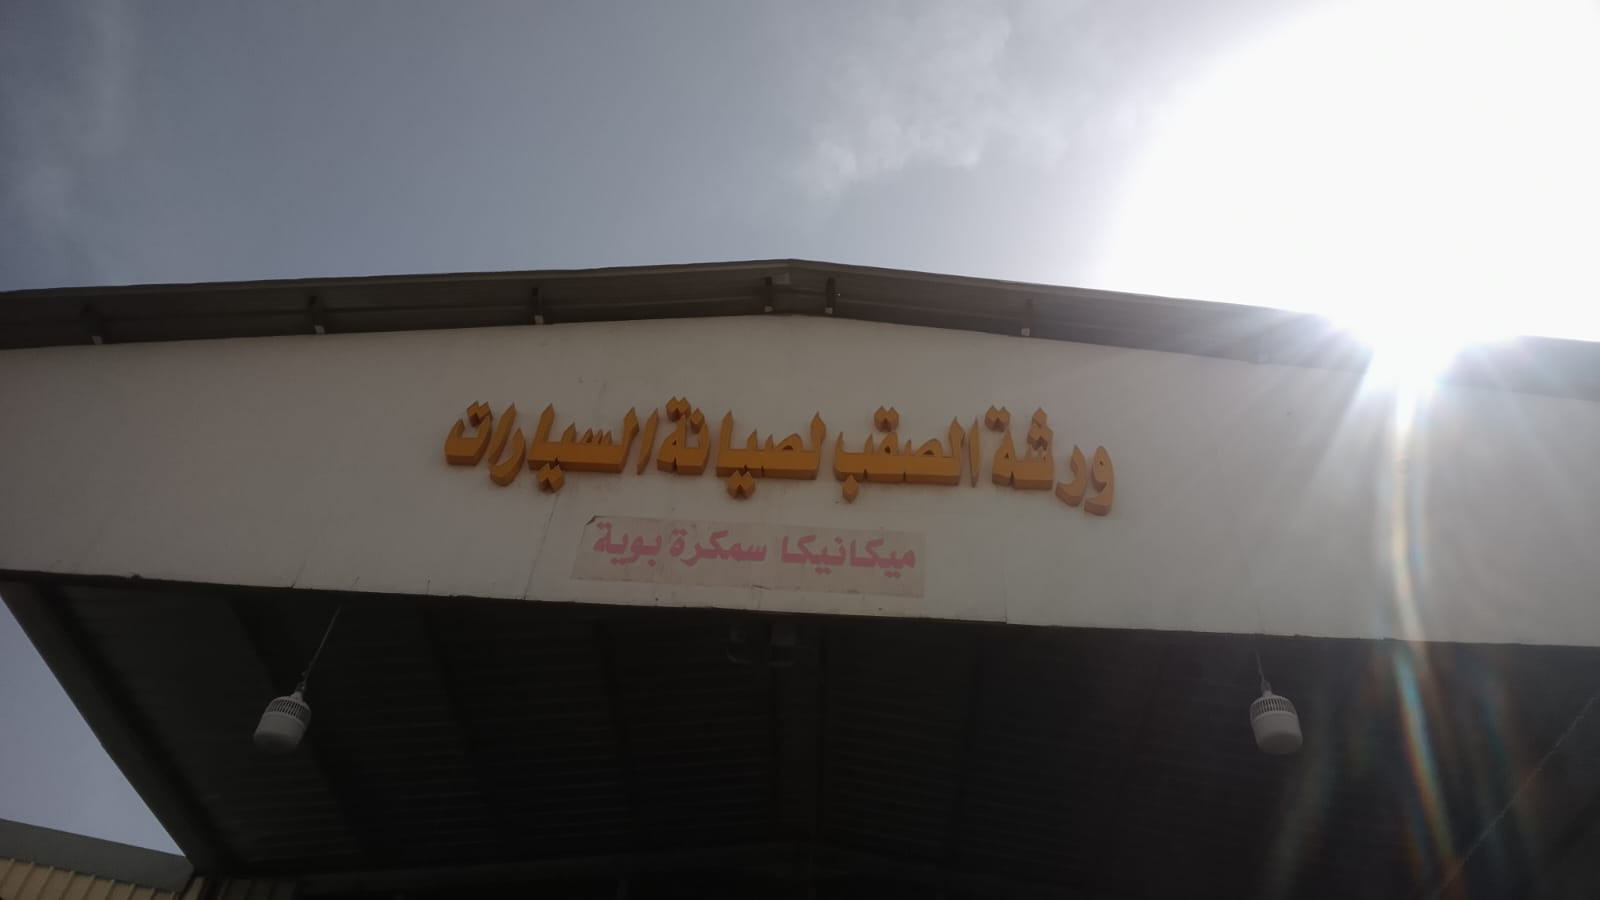 ورشة الصقب لصيانة السيارات
ميكانيكا سمكرة بوية